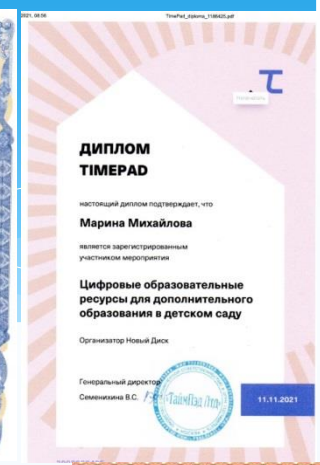 2021, 08:56
TimePad_diploma_1186425.pdf
ДИПЛОМ
TIMEPAD
настоящий диплом подтверждает, что
Марина Михайлова
является зарегистрированным
участником мероприятия
Цифровые образовательные
ресурсы для дополнительного
образования в детском саду
Организатор Новый Диск
Генеральный директор
Семенихина В.С.
11.11.2021